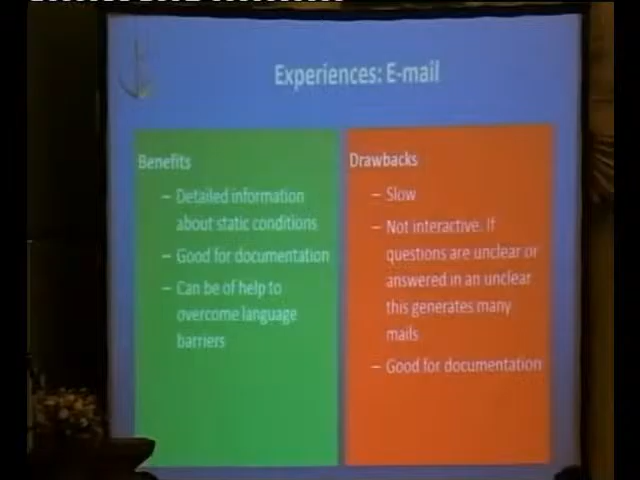 Experiences: E-mail
Benefits
– Detailed information
about static conditions
– Good for documentation
– Can be of help to
overcome language
barriers
Drawbacks
– Slow
– Not interactive. If
questions are unclear or
answered in an unclear
this generates many
mails
– Good for documentation